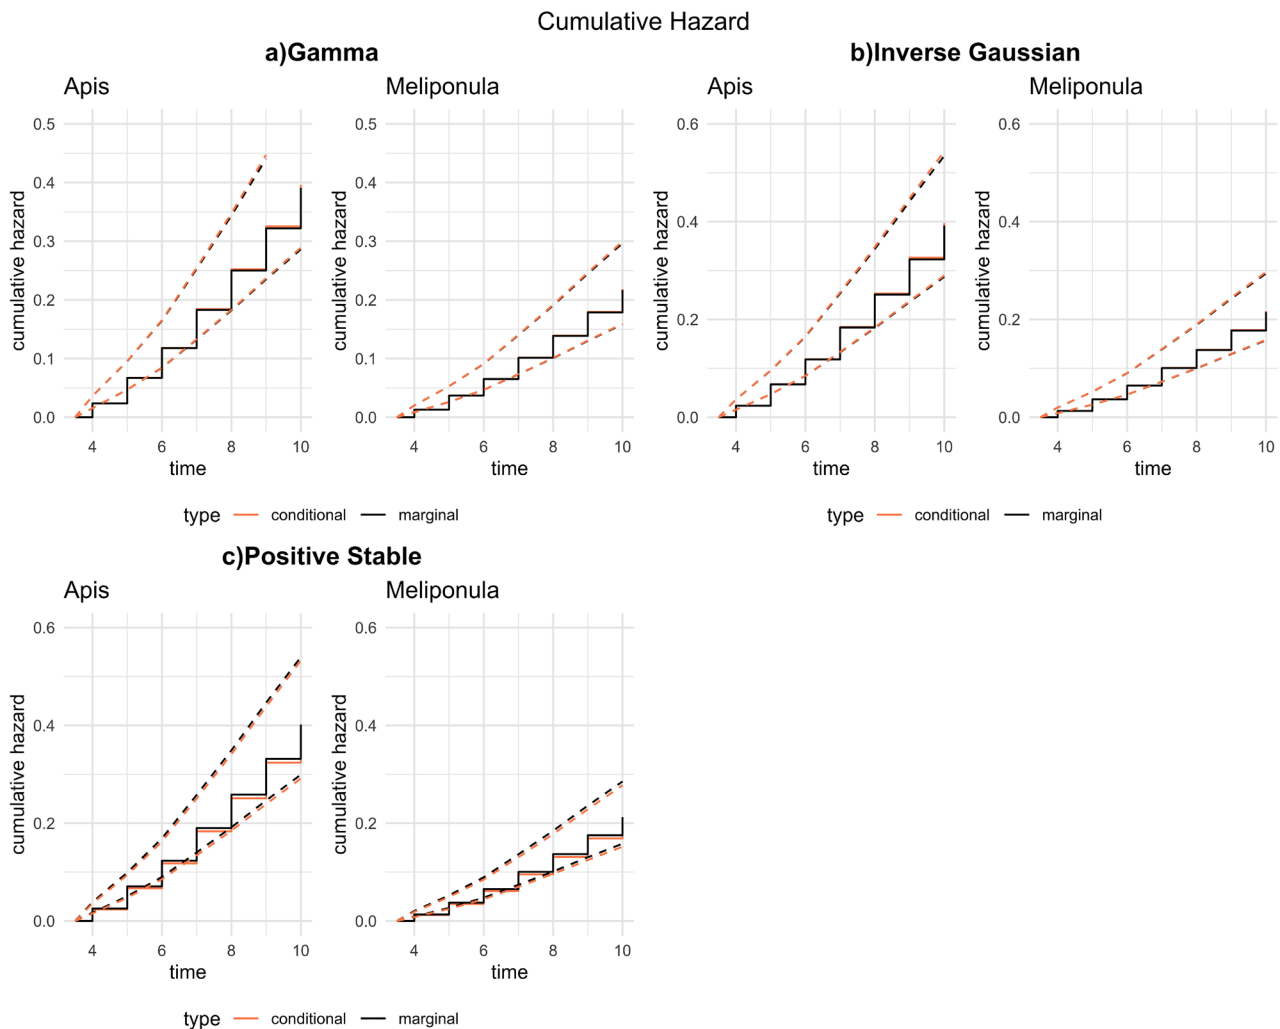 Cumulative Hazard
a)Gamma
Apis
cumulative hazard
0.5
0.4
0.3
0.2
0.1
0.0
4 6 8 10
time
Meliponula
cumulative hazard
0.5
0.4
0.3
0.2
0.1
0.0
4 6 8 10
time
type conditional marginal
b)Inverse Gaussian
Apis
cumulative hazard
0.6
0.4
0.2
0.0
4 6 8 10
time
Meliponula
cumulative hazard
0.6
0.4
0.2
0.0
4 6 8 10
time
type conditional marginal
c)Positive Stable
Apis
cumulative hazard
0.6
0.4
0.2
0.0
4 6 8 10
time
Meliponula
cumulative hazard
0.6
0.4
0.2
0.0
4 6 8 10
time
type conditional marginal